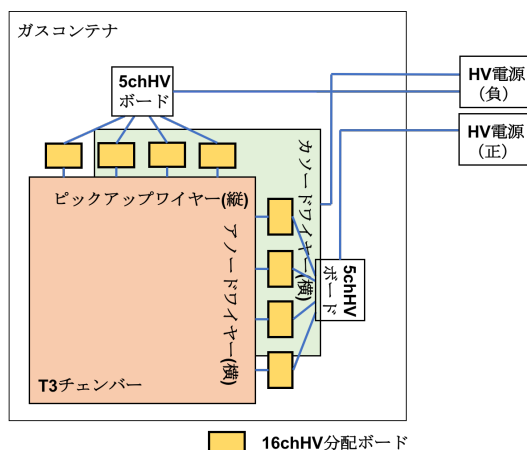 ガスコンテナ
5chHV
ボード
HV電源
（負）
HV電源
（正）
ピックアップワイヤー(縦)
カソードワイヤー(横)
アノードワイヤー(横)
5chHV
ボード
T3チェンバー
16chHV分配ボード